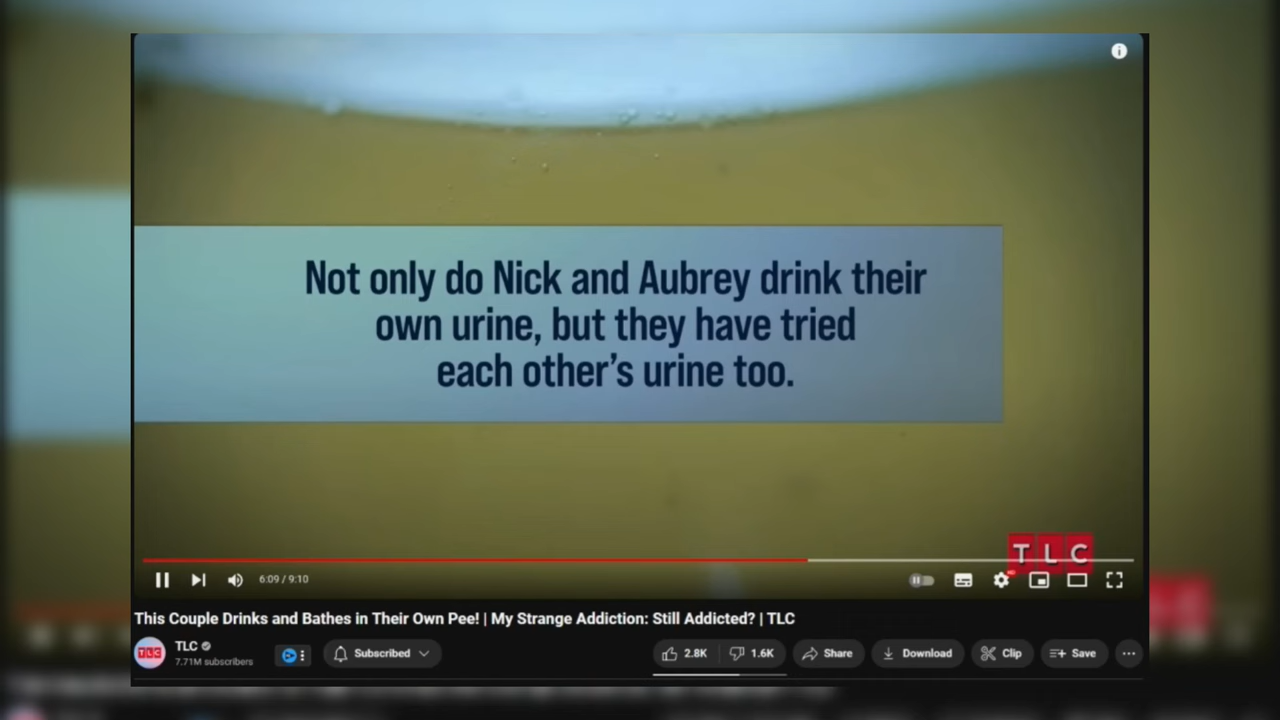 Not only do Nick and Aubrey drink their
own urine, but they have tried
each other's urine too.
TLC
6:09 / 9:10
This Couple Drinks and Bathes in Their Own Pee! | My Strange Addiction: Still Addicted? | TLC
TLC
TLC
7.71M subscribers
Subscribed
2.8K
1.6K
Share
Download
Clip
Save